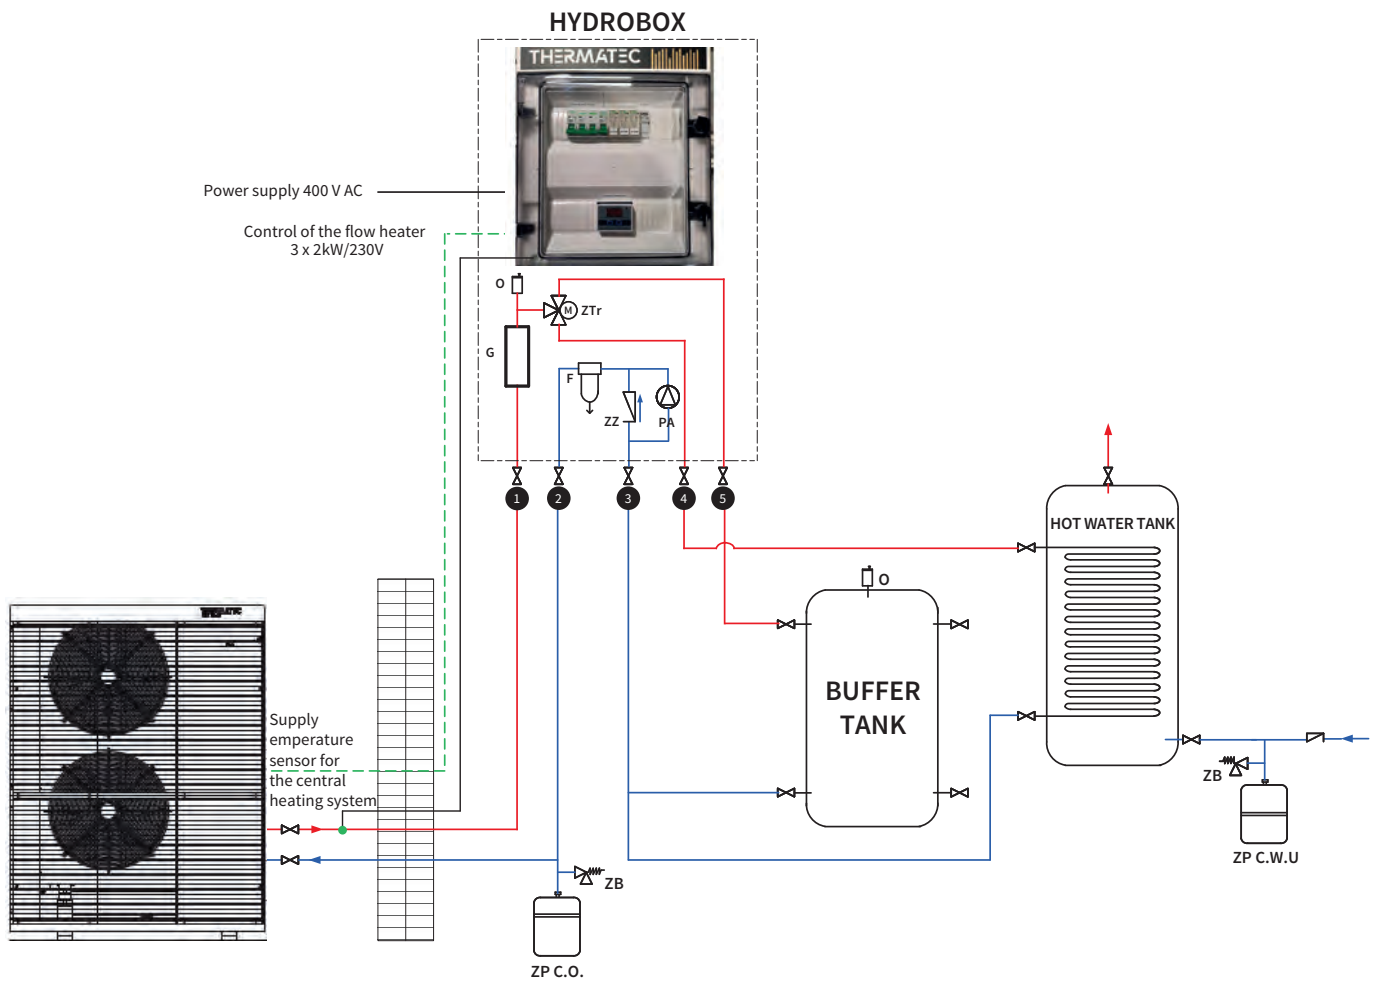 HYDROBOX
THERMATEC
Power supply 400 V AC
Control of the flow heater
3 x 2kW/230V
O
M
ZTr
G
F
ZZ
PA
1
2
3
4
5
HOT WATER TANK
O
BUFFER
TANK
THERMATEC
Supply
emperature
sensor for
the central
heating system
ZB
ZP C.W.U
ZB
ZP C.O.